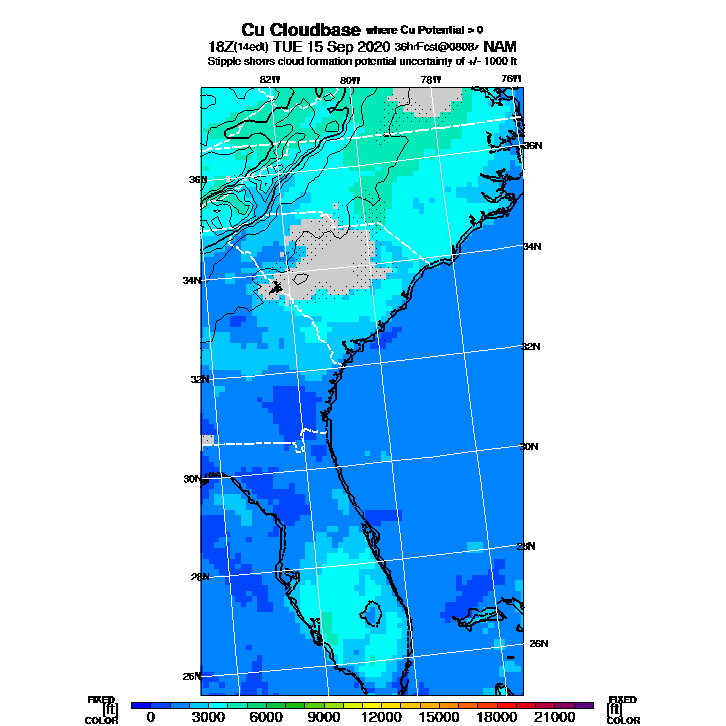 Cu Cloudbase where Cu Potential > 0
18Z(14edt) TUE 15 Sep 2020 36hrFcst@0808z NAM
Stipple shows cloud formation potential uncertainty of +/- 1000 ft
82W 80W 78W 76W
36N
36N
34N
34N
32N
32N
30N
30N
28N
28N
26N
26N
FIXED FIXED
[ft] [ft]
COLOR 0 3000 6000 9000 12000 15000 18000 21000 COLOR